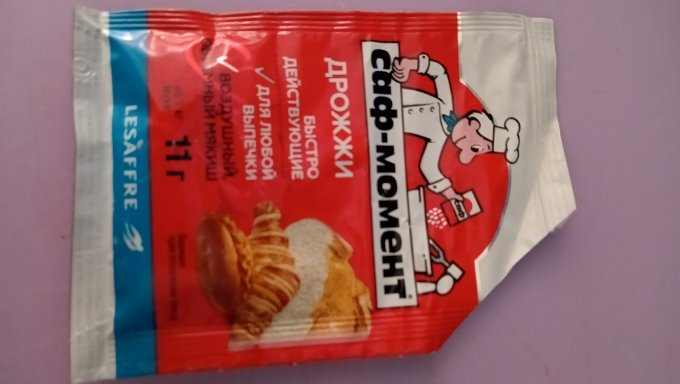 саф-момент
ДРОЖЖИ
БЫСТРО
ДЕЙСТВУЮЩИЕ
✓ ДЛЯ ЛЮБОЙ
ВЫПЕЧКИ
✓ ВОЗДУШНЫЙ
МЯКИШ
11 г
LESAFFRE